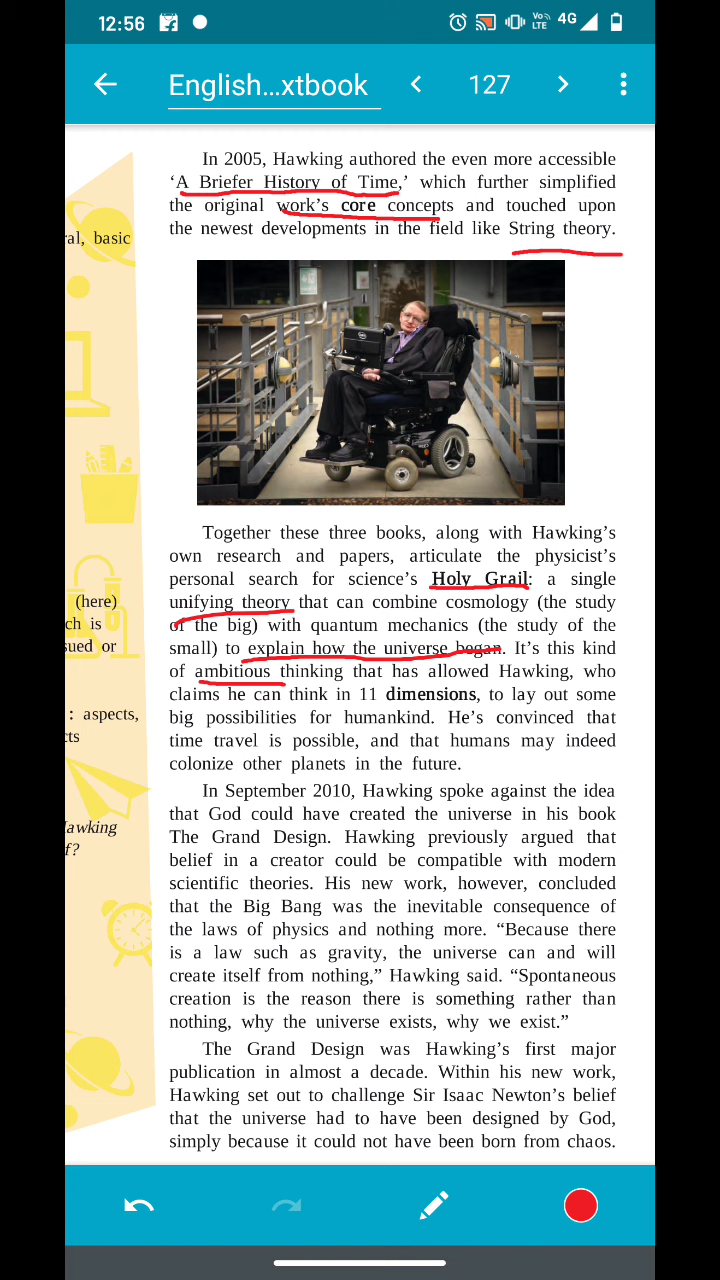 12:56
Vo
LTE
4G
English...xtbook
127
ral, basic
(here)
ch is
sued or
: aspects,
cts
Hawking
f?
In 2005, Hawking authored the even more accessible
‘A Briefer History of Time,’ which further simplified
the original work’s core concepts and touched upon
the newest developments in the field like String theory.
Together these three books, along with Hawking’s
own research and papers, articulate the physicist’s
personal search for science’s Holy Grail: a single
unifying theory that can combine cosmology (the study
of the big) with quantum mechanics (the study of the
small) to explain how the universe began. It’s this kind
of ambitious thinking that has allowed Hawking, who
claims he can think in 11 dimensions, to lay out some
big possibilities for humankind. He’s convinced that
time travel is possible, and that humans may indeed
colonize other planets in the future.
In September 2010, Hawking spoke against the idea
that God could have created the universe in his book
The Grand Design. Hawking previously argued that
belief in a creator could be compatible with modern
scientific theories. His new work, however, concluded
that the Big Bang was the inevitable consequence of
the laws of physics and nothing more. “Because there
is a law such as gravity, the universe can and will
create itself from nothing,” Hawking said. “Spontaneous
creation is the reason there is something rather than
nothing, why the universe exists, why we exist.”
The Grand Design was Hawking’s first major
publication in almost a decade. Within his new work,
Hawking set out to challenge Sir Isaac Newton’s belief
that the universe had to have been designed by God,
simply because it could not have been born from chaos.